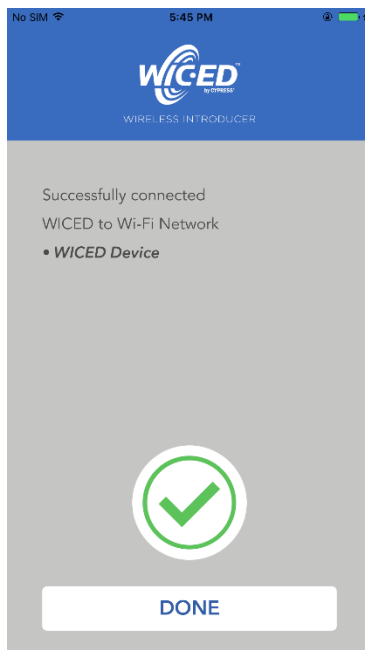 No SIM 5:45 PM
WICED™
by CYPRESS®
WIRELESS INTRODUCER
Successfully connected
WICED to Wi-Fi Network
• WICED Device
DONE